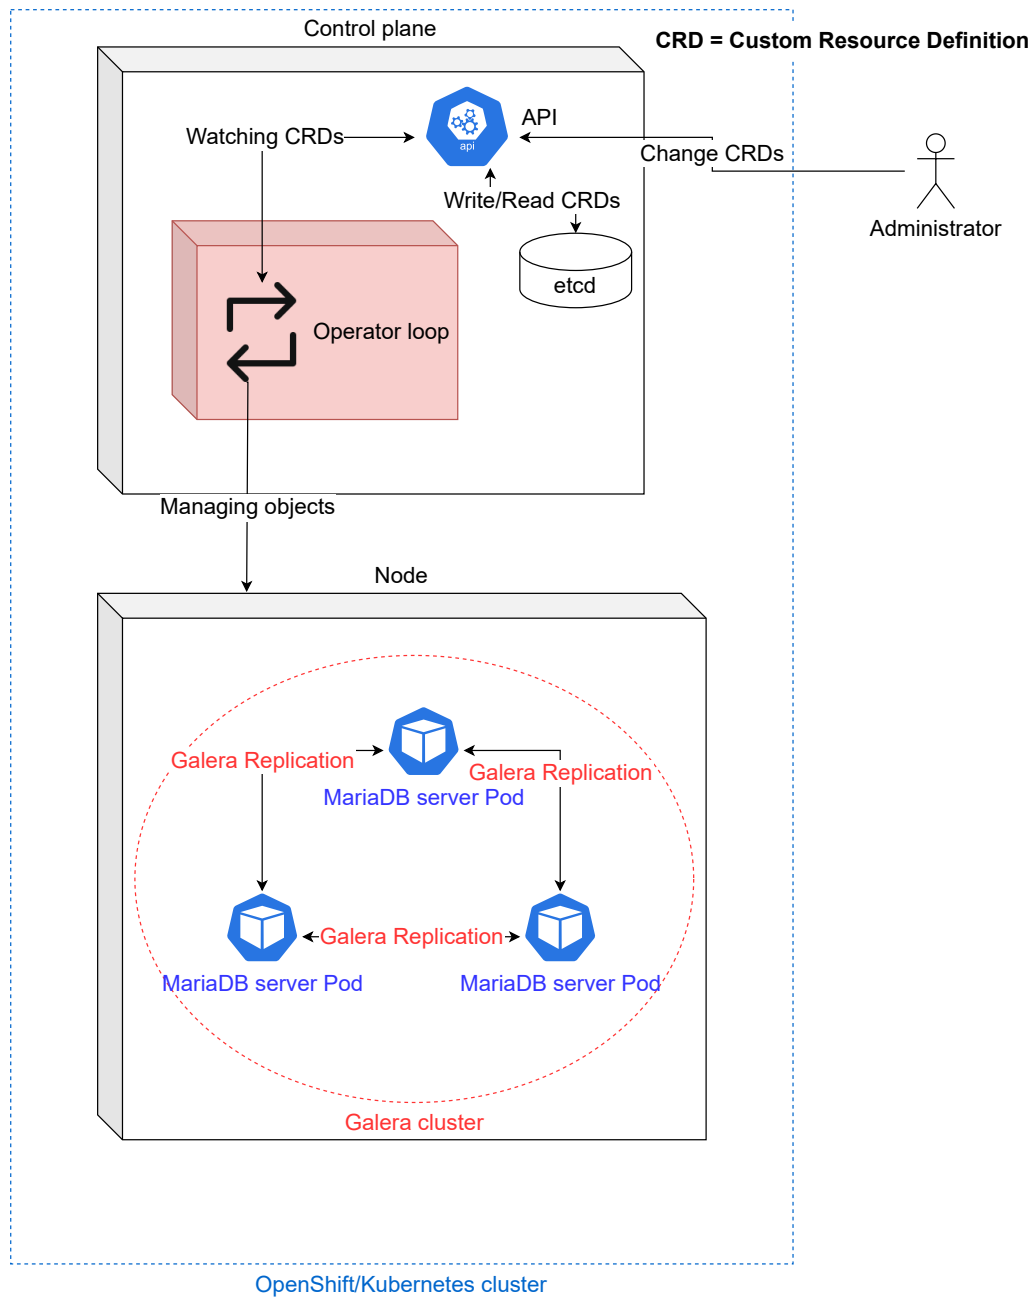 Control plane
CRD = Custom Resource Definition
API
api
Watching CRDs
Change CRDs
Write/Read CRDs
Administrator
etcd
Operator loop
Managing objects
Node
Galera Replication
Galera Replication
MariaDB server Pod
Galera Replication
MariaDB server Pod
MariaDB server Pod
Galera cluster
OpenShift/Kubernetes cluster